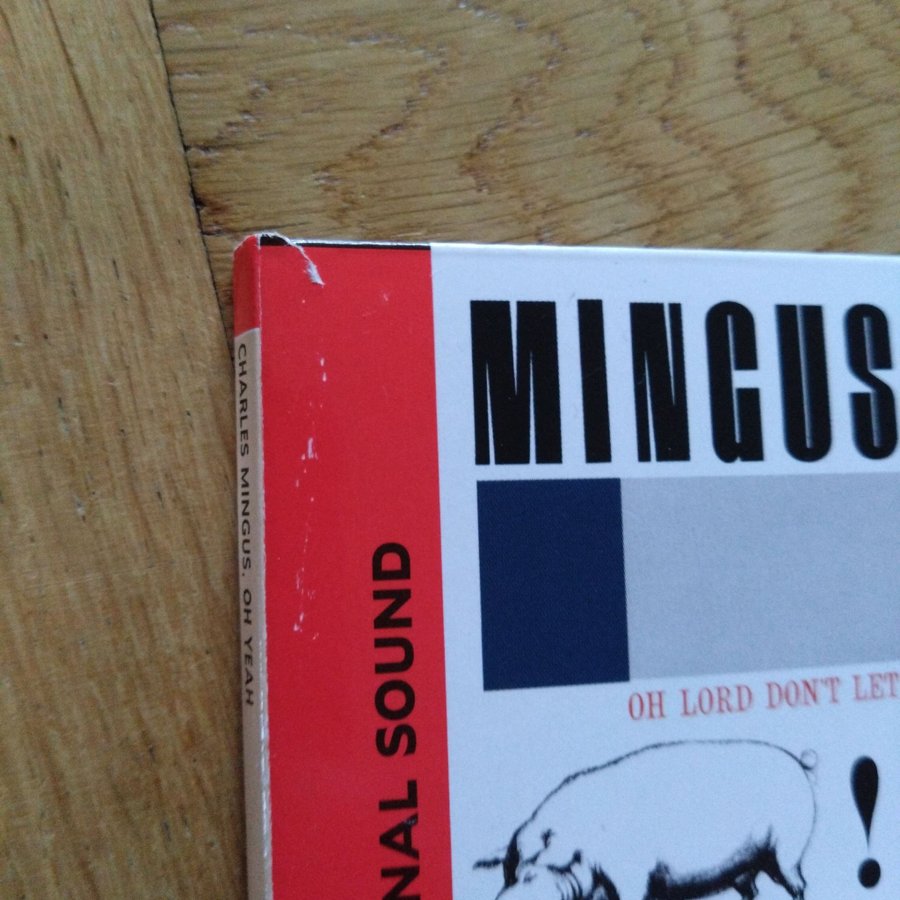 CHARLES MINGUS. OH YEAH
NAL SOUND
MINGUS
OH LORD DON'T LET
!